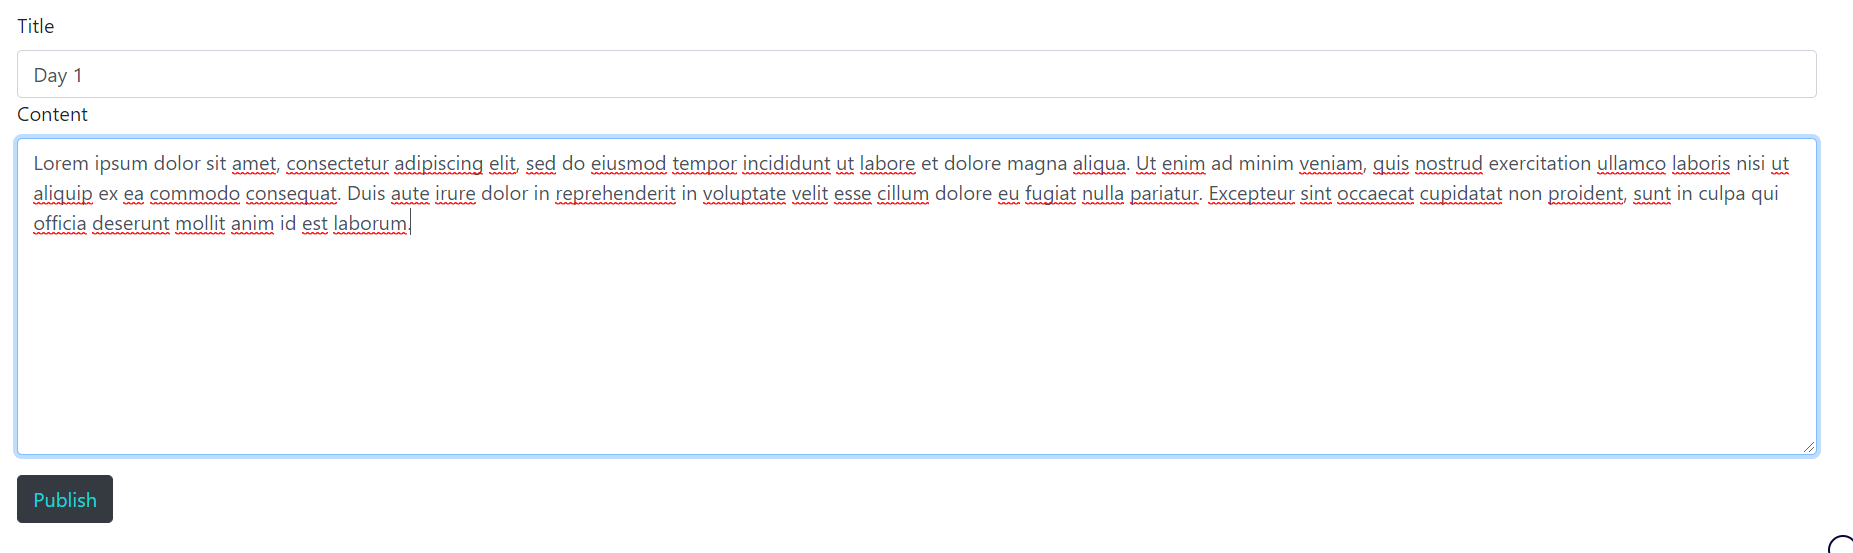 Title
Day 1
Content
Lorem ipsum dolor sit amet, consectetur adipiscing elit, sed do eiusmod tempor incididunt ut labore et dolore magna aliqua. Ut enim ad minim veniam, quis nostrud exercitation ullamco laboris nisi ut
aliquip ex ea commodo consequat. Duis aute irure dolor in reprehenderit in voluptate velit esse cillum dolore eu fugiat nulla pariatur. Excepteur sint occaecat cupidatat non proident, sunt in culpa qui
officia deserunt mollit anim id est laborum.
Publish